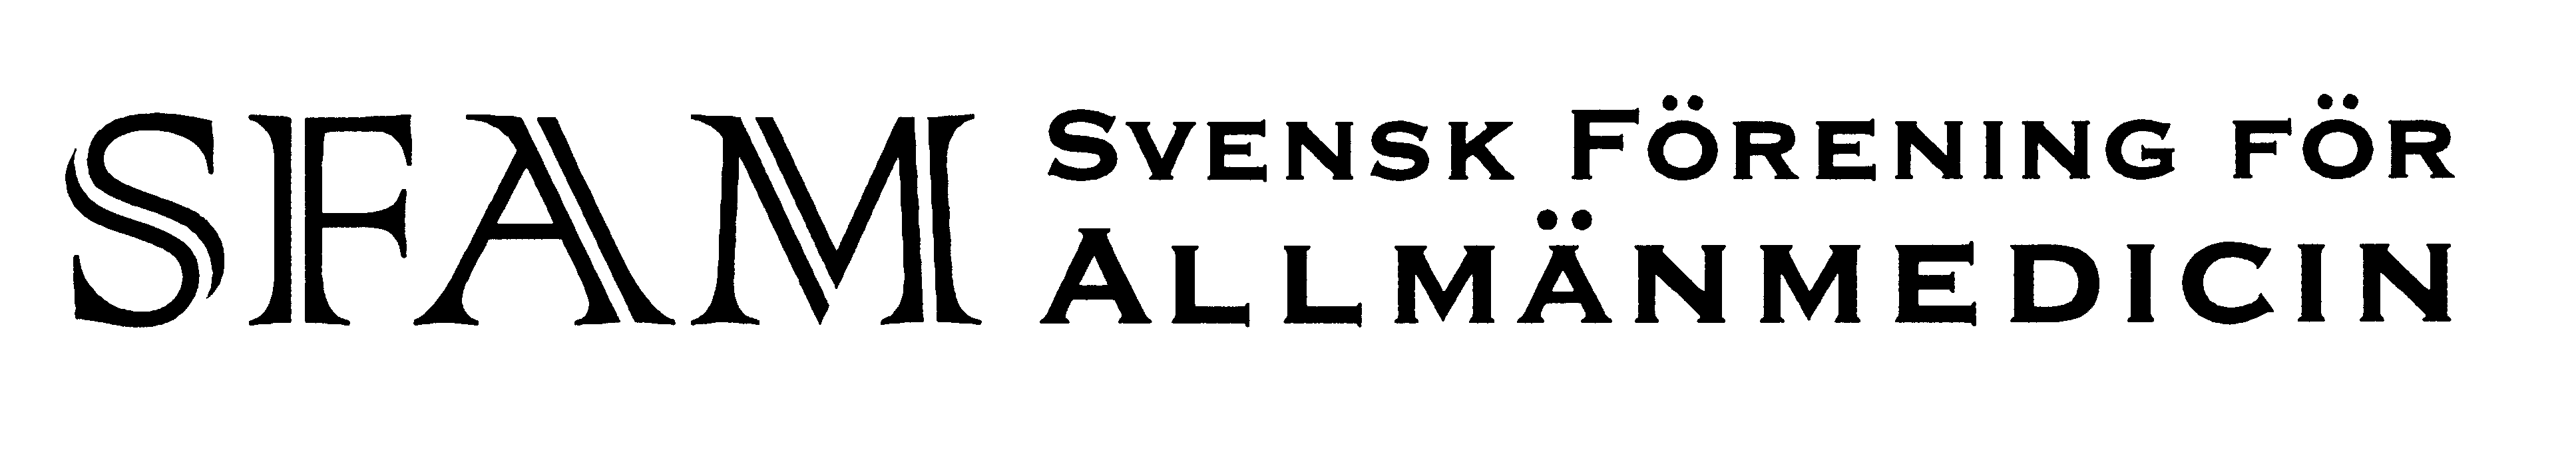 SFAM
SVENSK FÖRENING FÖR
ALLMÄNMEDICIN